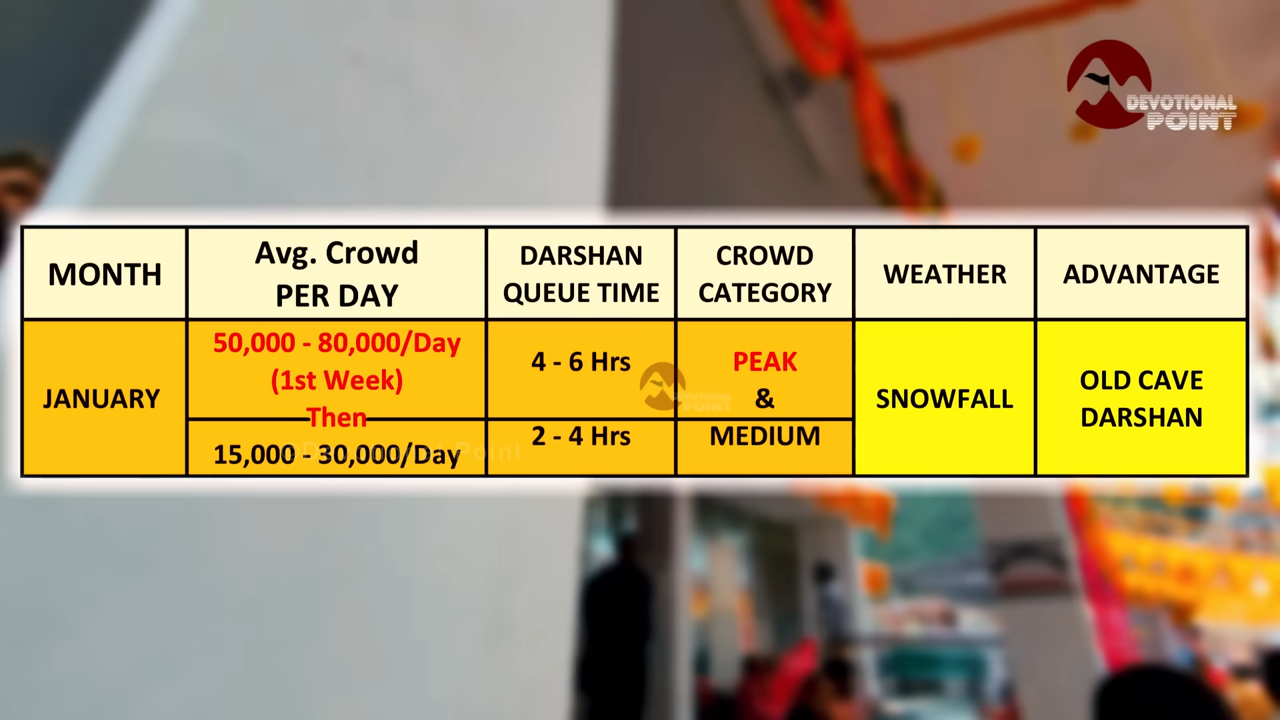 DEVOTIONAL
POINT
MONTH
Avg. Crowd
PER DAY
DARSHAN
QUEUE TIME
CROWD
CATEGORY
WEATHER
ADVANTAGE
JANUARY
50,000 - 80,000/Day
(1st Week)
Then
15,000 - 30,000/Day
4 - 6 Hrs
2 - 4 Hrs
PEAK
&
MEDIUM
SNOWFALL
OLD CAVE
DARSHAN
DEVOTIONAL
POINT